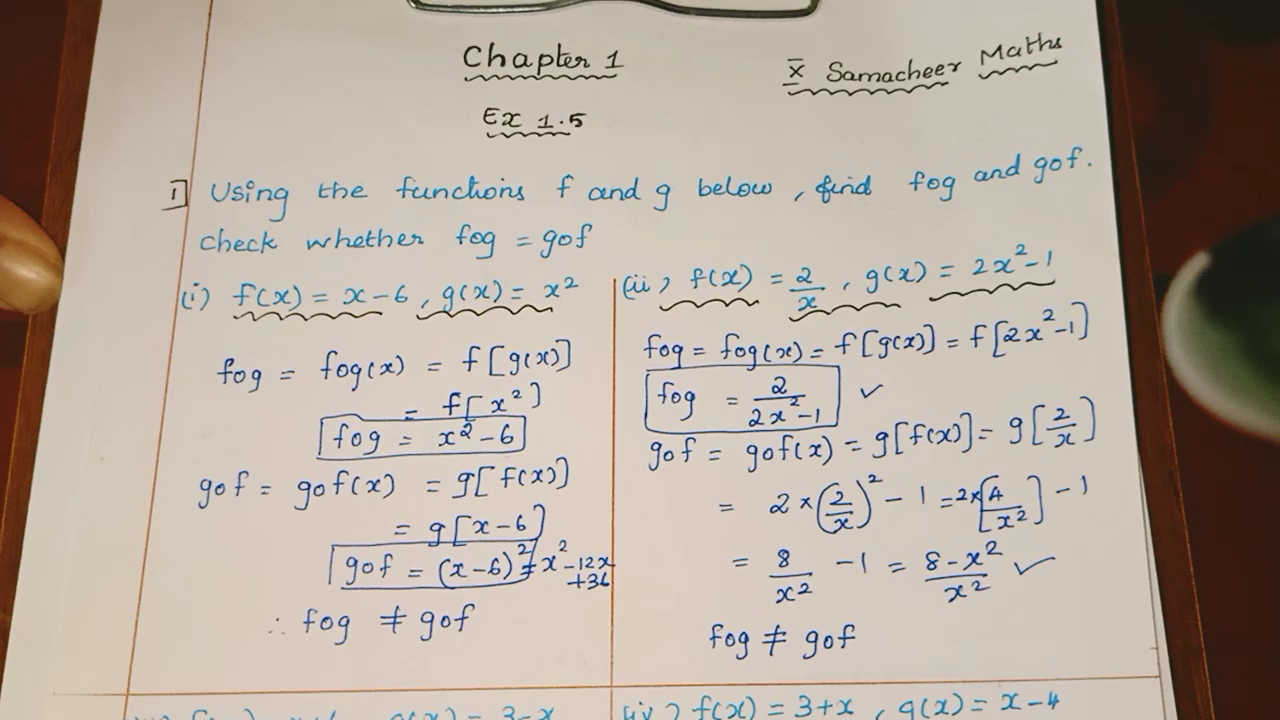 Chapter 1
X Samacheer Maths
Ex 1.5
1] Using the functions f and g below, find fog and gof.
check whether fog = gof
(i) f(x) = x-6, g(x) = x²
fog = fog(x) = f[g(x)]
= f[x²]
fog = x²-6
gof = gof(x) = g[f(x)]
= g[x-6]
gof = (x-6)² = x² -12x +36
∴ fog ≠ gof
(ii) f(x) = 2/x, g(x) = 2x²-1
fog = fog(x) = f[g(x)] = f[2x²-1]
fog = 2/(2x²-1) ✓
gof = gof(x) = g[f(x)] = g[2/x]
= 2×(2/x)² - 1 = 2×[4/x²] - 1
= 8/x² - 1 = (8-x²)/x² ✓
fog ≠ gof
g(x) = 3-x
iv) f(x) = 3+x, g(x) = x-4